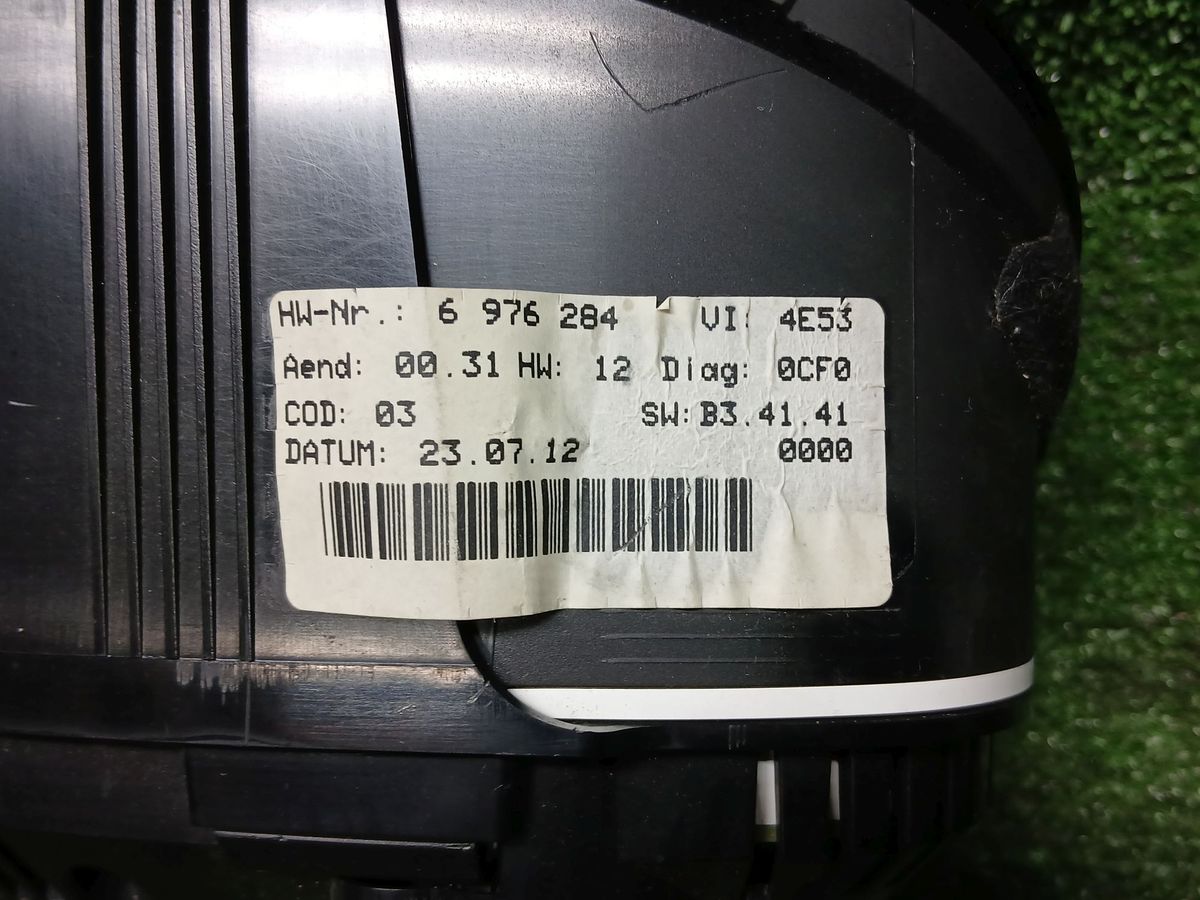 HW-Nr.: 6 976 284 VI: 4E53
Aend: 00.31 HW: 12 Diag: 0CF0
COD: 03 SW: B3.41.41
DATUM: 23.07.12 0000